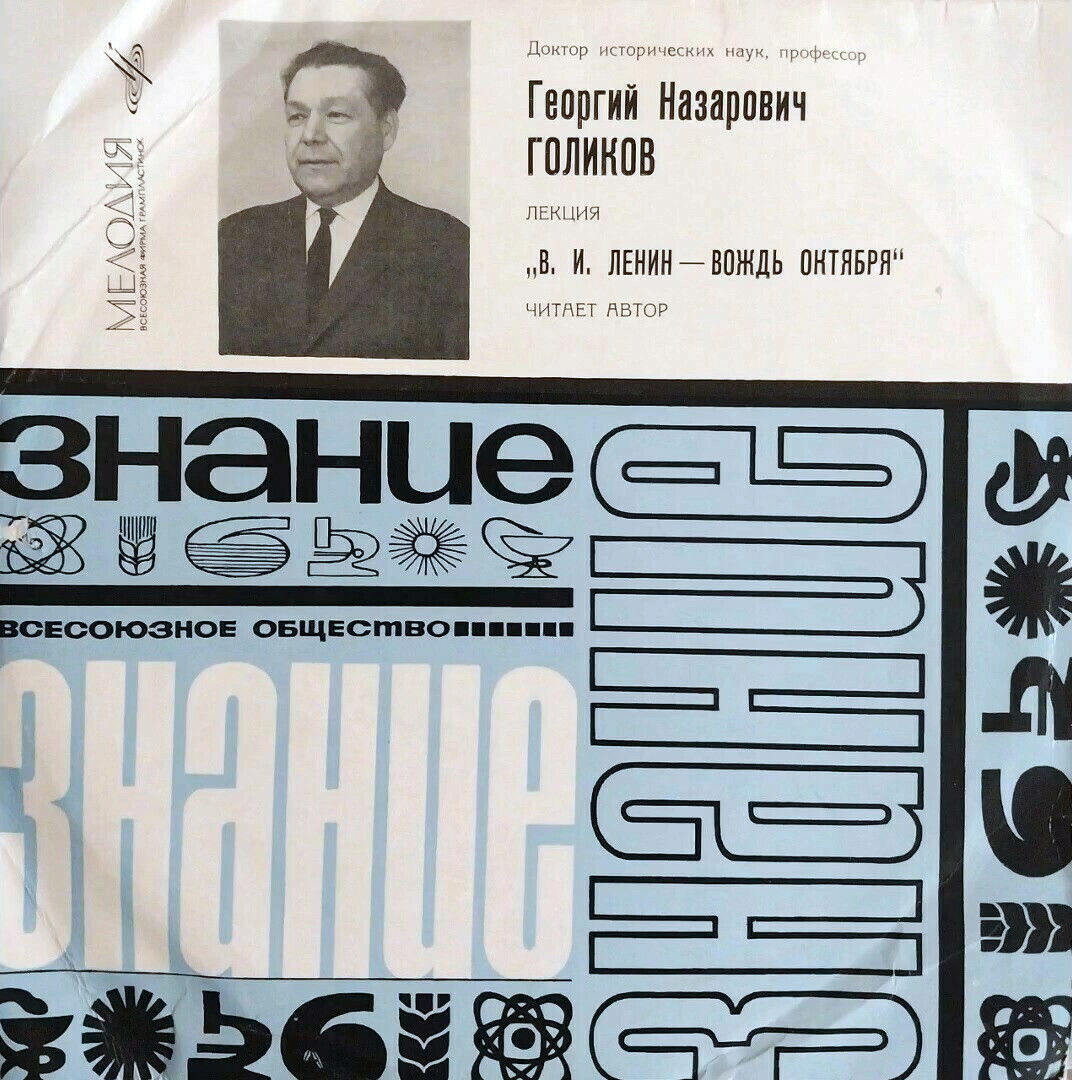 МЕЛОДИЯ
ВСЕСОЮЗНАЯ ФИРМА ГРАМПЛАСТИНОК
Доктор исторических наук, профессор
Георгий Назарович
ГОЛИКОВ
ЛЕКЦИЯ
„В. И. ЛЕНИН — ВОЖДЬ ОКТЯБРЯ“
ЧИТАЕТ АВТОР
знание
ВСЕСОЮЗНОЕ ОБЩЕСТВО
знание
знание